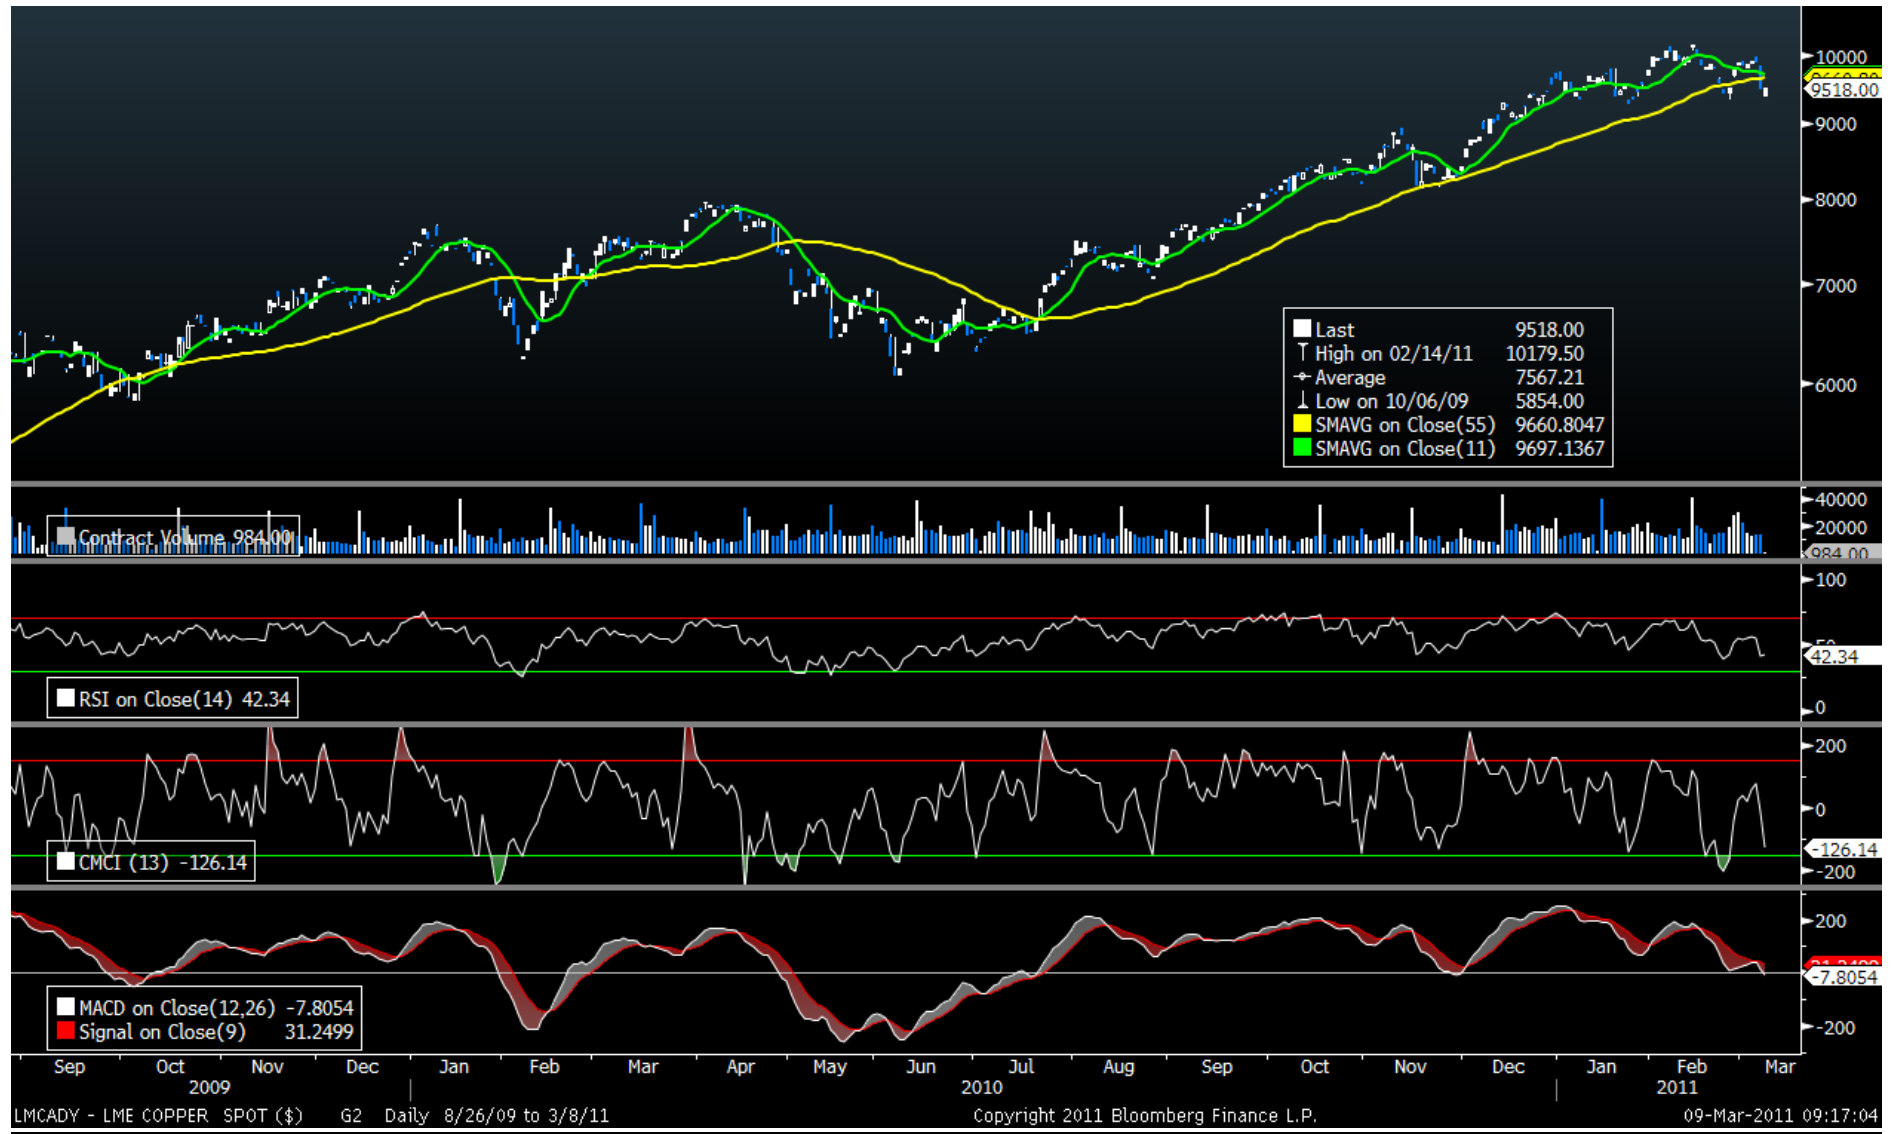 10000
9518.00
9000
8000
7000
6000
Last 9518.00
High on 02/14/11 10179.50
Average 7567.21
Low on 10/06/09 5854.00
SMAVG on Close(55) 9660.8047
SMAVG on Close(11) 9697.1367
40000
20000
984.00
Contract Volume 984.00
100
50
42.34
0
RSI on Close(14) 42.34
200
0
-126.14
-200
CMCI (13) -126.14
200
31.2499
-7.8054
-200
MACD on Close(12,26) -7.8054
Signal on Close(9) 31.2499
Sep Oct Nov Dec Jan Feb Mar Apr May Jun Jul Aug Sep Oct Nov Dec Jan Feb Mar
2009 2010 2011
LMCADY - LME COPPER SPOT ($) G2 Daily 8/26/09 to 3/8/11 Copyright 2011 Bloomberg Finance L.P. 09-Mar-2011 09:17:04